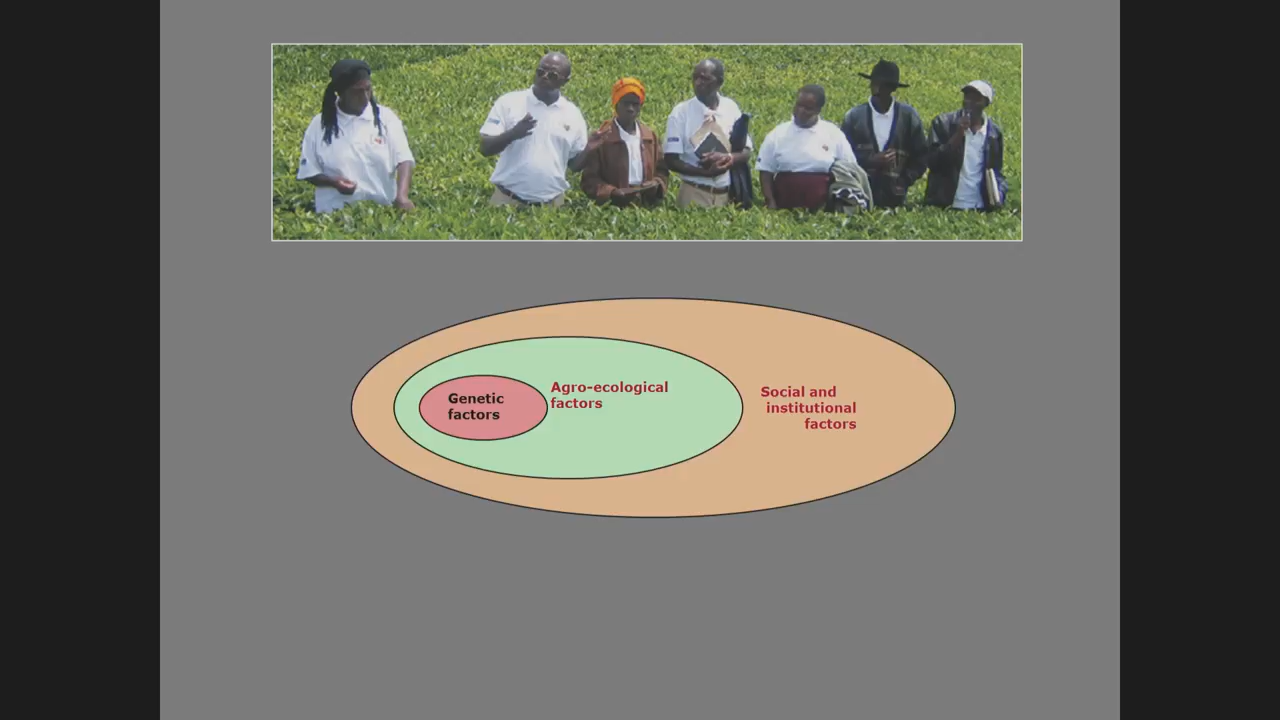 Genetic
factors
Agro-ecological
factors
Social and
institutional
factors